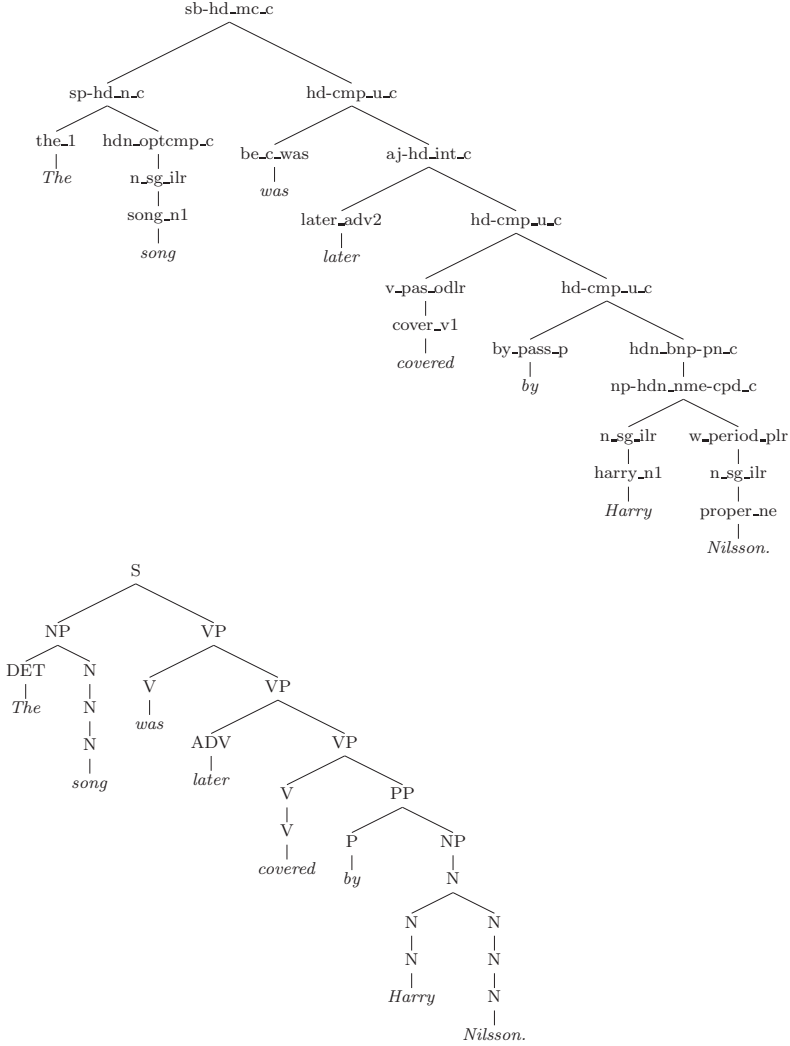 sb-hd_mc_c
sp-hd_n_c hd-cmp_u_c
the_1 hdn_optcmp_c be_c_was aj-hd_int_c
The n_sg_ilr was
song_n1 later_adv2 hd-cmp_u_c
song later
v_pas_odlr hd-cmp_u_c
cover_v1 by_pass_p hdn_bnp-pn_c
covered by np-hdn_nme-cpd_c
n_sg_ilr w_period_plr
harry_n1 n_sg_ilr
Harry proper_ne
Nilsson.
S
NP VP
DET N V VP
The N was
N ADV VP
song later
V PP
V P NP
covered by N
N N
N N
Harry N
Nilsson.